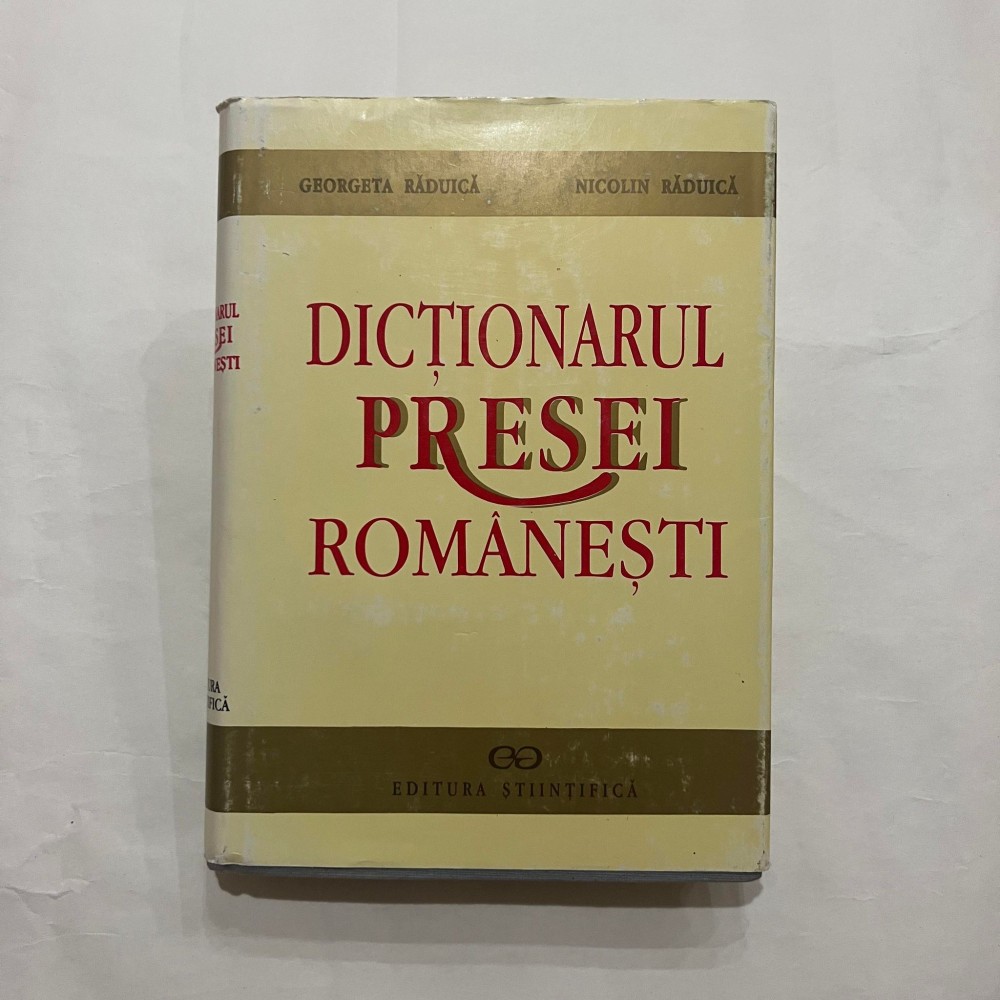 GEORGETA RĂDUICĂ NICOLIN RĂDUICĂ
DICȚIONARUL
PRESEI
ROMÂNEȘTI
EDITURA ȘTIINȚIFICĂ